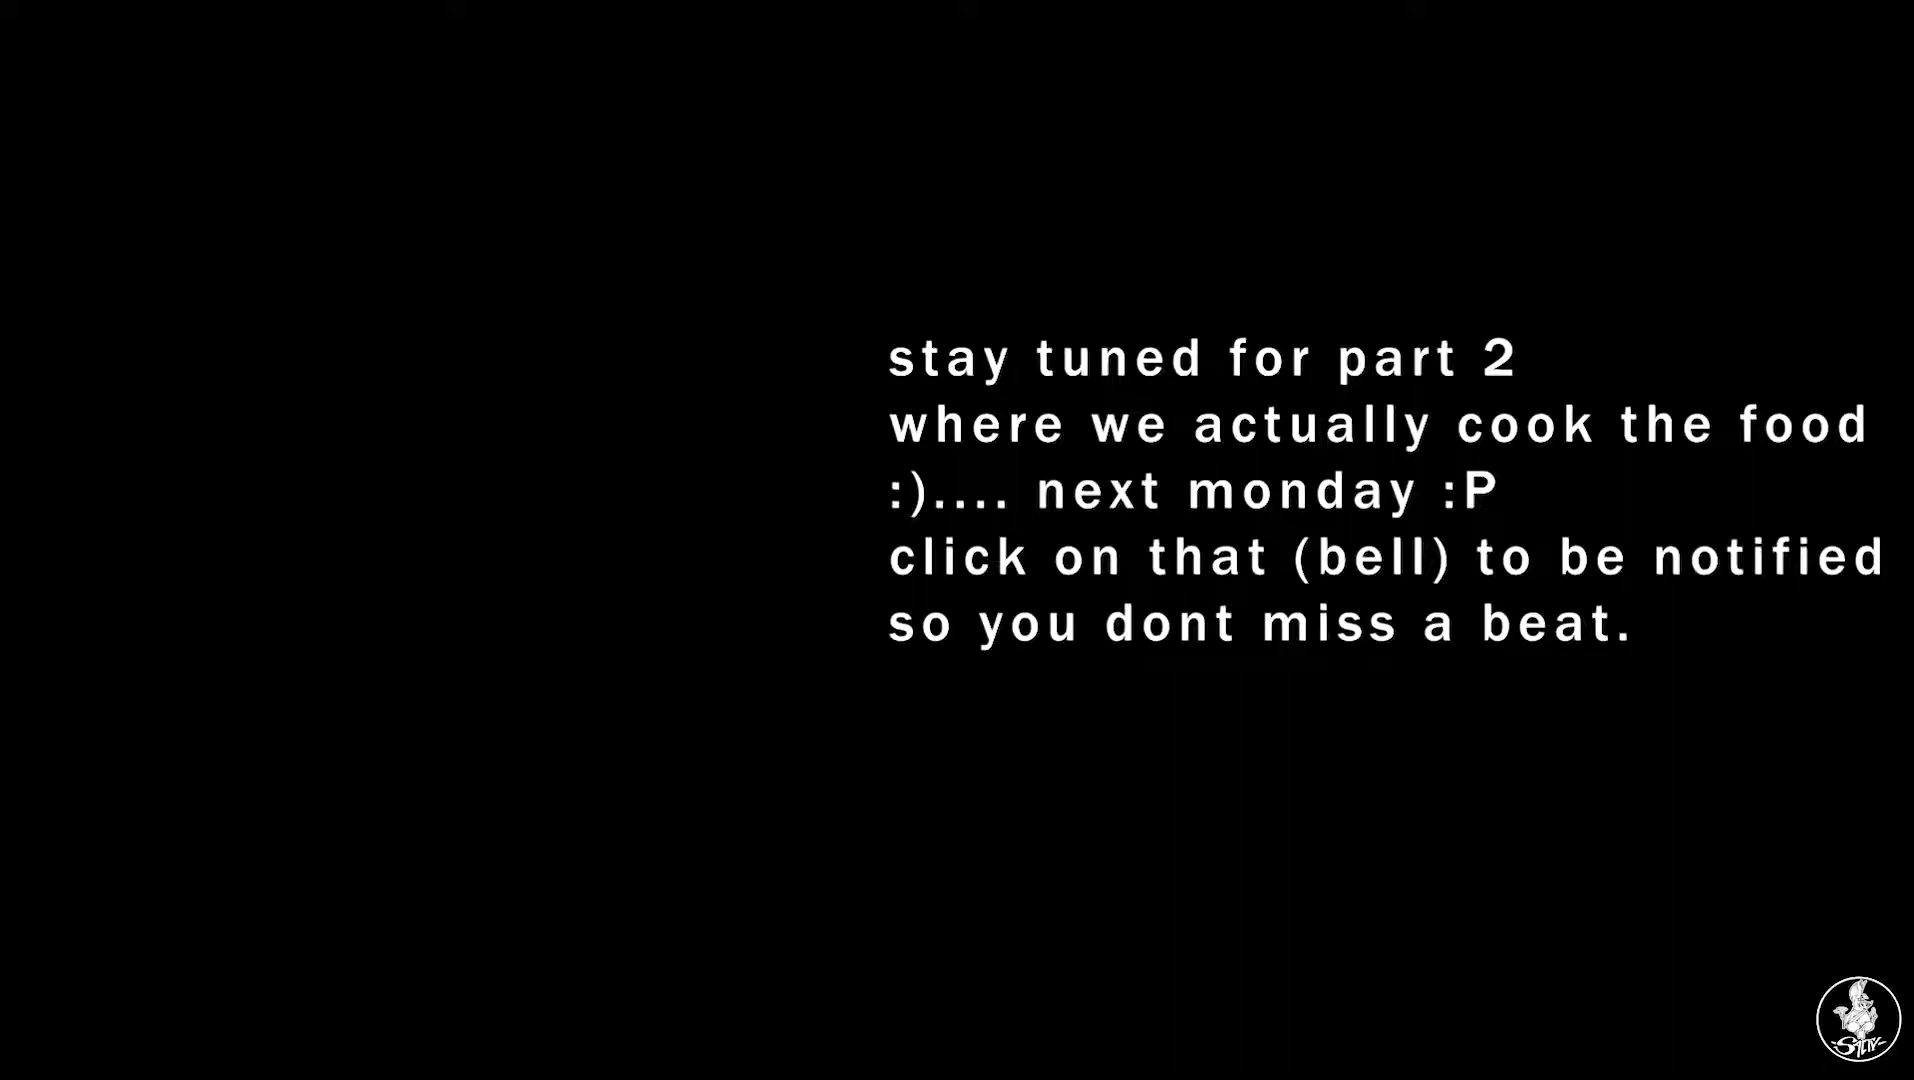 stay tuned for part 2
where we actually cook the food
:).... next monday :P
click on that (bell) to be notified
so you dont miss a beat.
SALTY